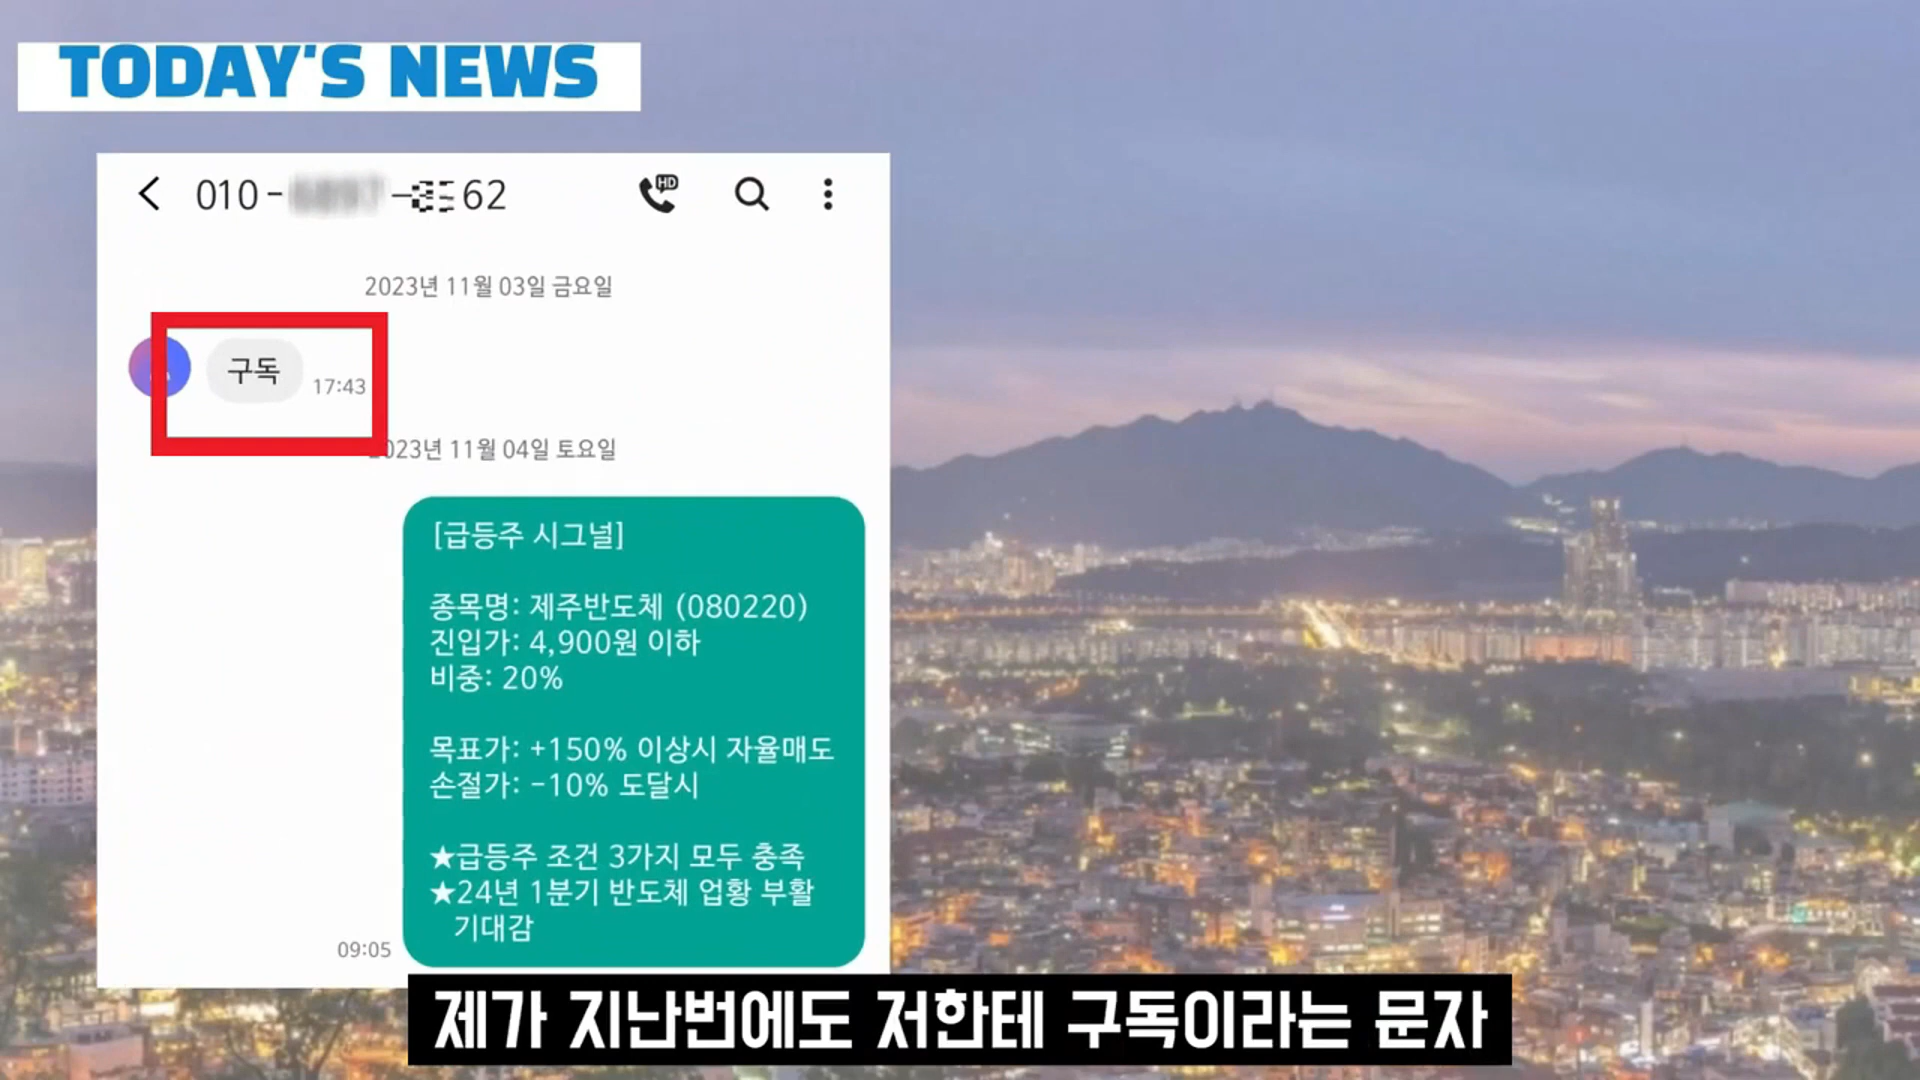 TODAY'S NEWS
010- 62
2023년 11월 03일 금요일
구독
17:43
2023년 11월 04일 토요일
[급등주 시그널]
종목명: 제주반도체 (080220)
진입가: 4,900원 이하
비중: 20%
목표가: +150% 이상시 자율매도
손절가: -10% 도달시
★급등주 조건 3가지 모두 충족
★24년 1분기 반도체 업황 부활
기대감
09:05
제가 지난번에도 저한테 구독이라는 문자